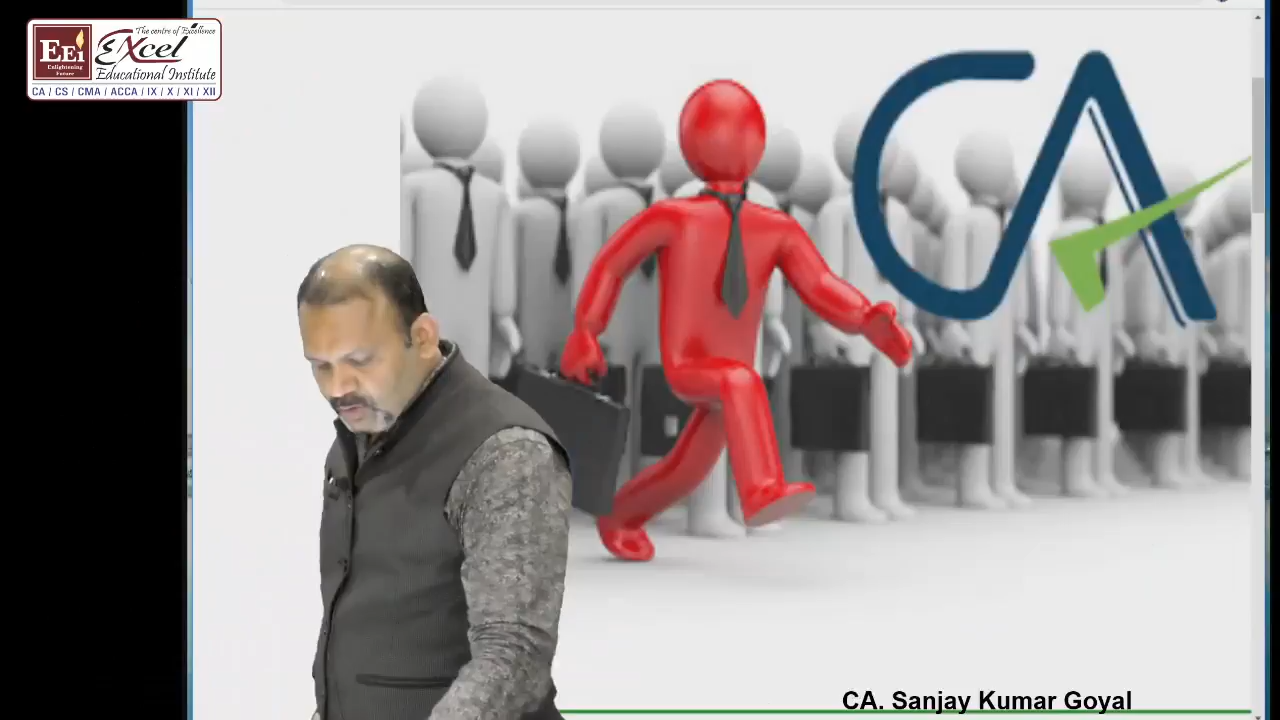 The centre of Excellence
EEi
Enlightening
Future
EXcel
Educational Institute
CA / CS / CMA / ACCA / IX / X / XI / XII
CA
CA. Sanjay Kumar Goyal